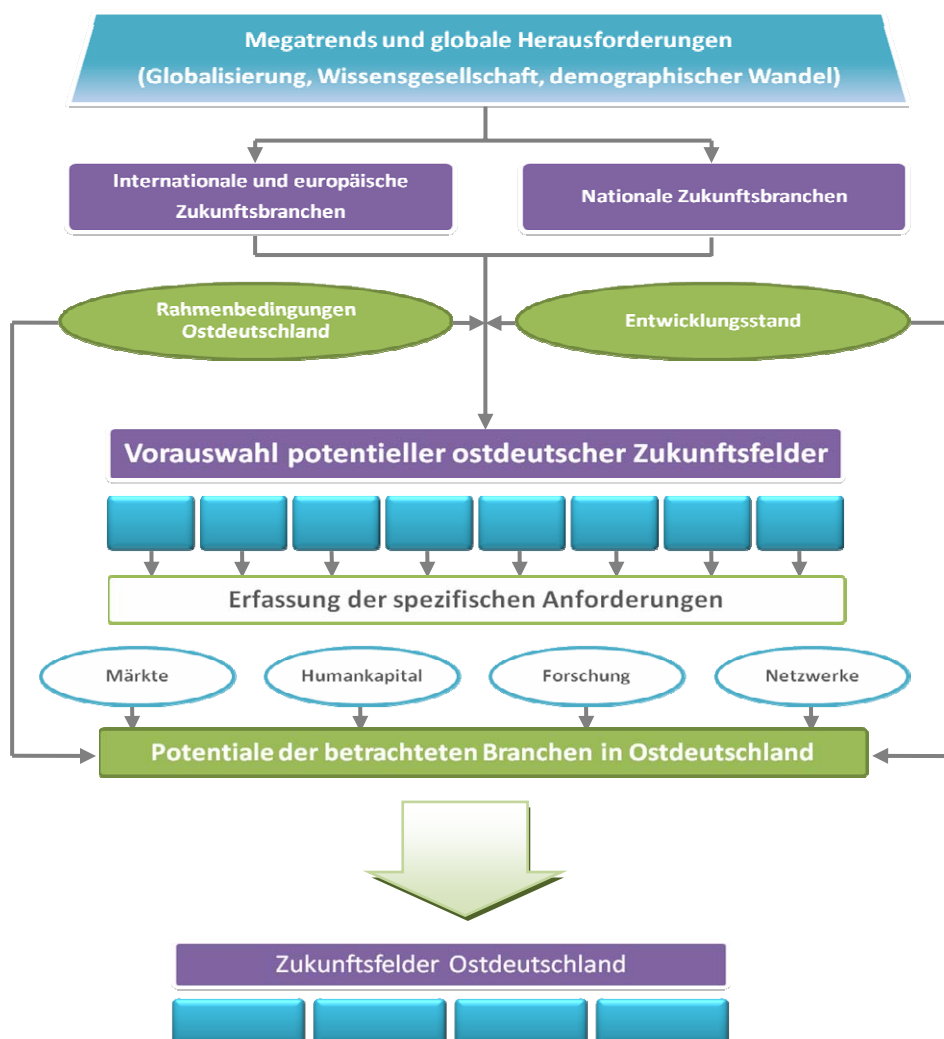 Megatrends und globale Herausforderungen
(Globalisierung, Wissensgesellschaft, demographischer Wandel)
Internationale und europäische
Zukunftsbranchen
Nationale Zukunftsbranchen
Rahmenbedingungen
Ostdeutschland
Entwicklungsstand
Vorauswahl potentieller ostdeutscher Zukunftsfelder
Erfassung der spezifischen Anforderungen
Märkte
Humankapital
Forschung
Netzwerke
Potentiale der betrachteten Branchen in Ostdeutschland
Zukunftsfelder Ostdeutschland